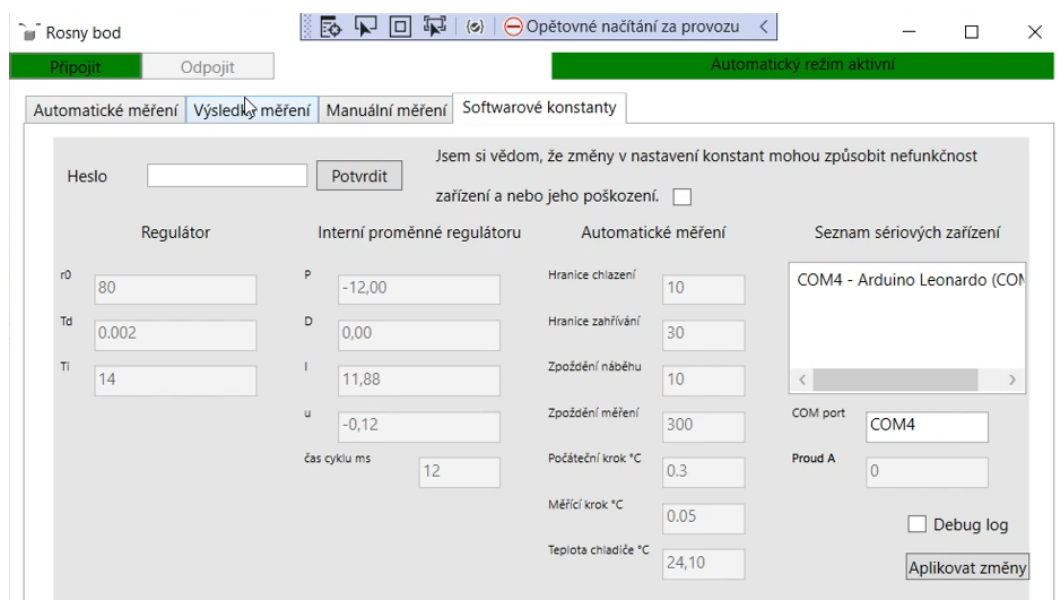 Rosny bod
Opětovné načítání za provozu
Připojit
Odpojit
Automatický režim aktivní
Automatické měření
Výsledky měření
Manuální měření
Softwarové konstanty
Heslo
Potvrdit
Jsem si vědom, že změny v nastavení konstant mohou způsobit nefunkčnost
zařízení a nebo jeho poškození.
Regulátor
r0
80
Td
0.002
Ti
14
Interní proměnné regulátoru
P
-12,00
D
0,00
I
11,88
u
-0,12
čas cyklu ms
12
Automatické měření
Hranice chlazení
10
Hranice zahřívání
30
Zpoždění náběhu
10
Zpoždění měření
300
Počáteční krok °C
0.3
Měřící krok °C
0.05
Teplota chladiče °C
24,10
Seznam sériových zařízení
COM4 - Arduino Leonardo (COM
COM port
COM4
Proud A
0
Debug log
Aplikovat změny